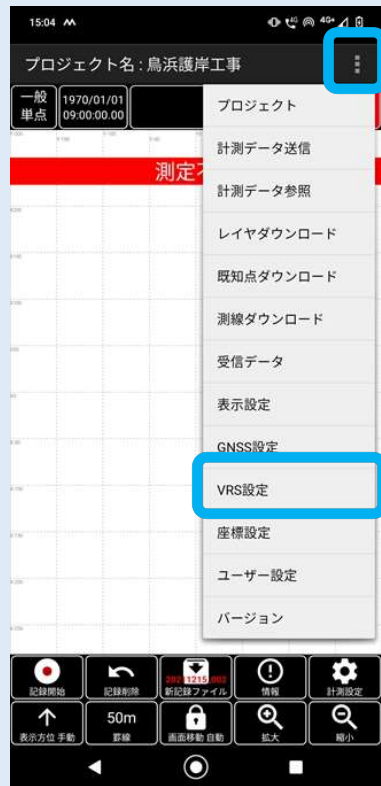 15:04
4G+
プロジェクト名 : 鳥浜護岸工事
一般
単点
1970/01/01
09:00:00.00
測定不
プロジェクト
計測データ送信
計測データ参照
レイヤダウンロード
既知点ダウンロード
測線ダウンロード
受信データ
表示設定
GNSS設定
VRS設定
座標設定
ユーザー設定
バージョン
記録開始
記録削除
20211215_002
新記録ファイル
情報
計測設定
表示方位 手動
50m
罫線
画面移動 自動
拡大
縮小